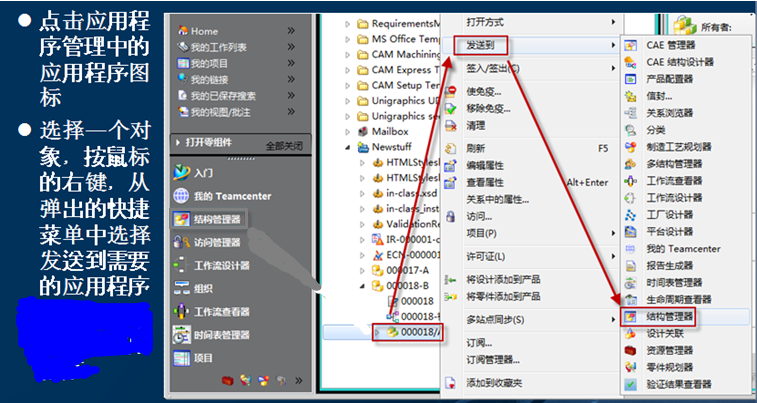 点击应用程
序管理中的
应用程序图
标
选择一个对
象，按鼠标
的右键，从
弹出的快捷
菜单中选择
发送到需要
的应用程序
Home
我的工作列表
我的项目
我的链接
我的已保存搜索
我的视图/批注
打开零组件
全部关闭
入门
我的 Teamcenter
结构管理器
访问管理器
工作流设计器
组织
工作流查看器
时间表管理器
项目
RequirementsM
MS Office Temp
CAM Machining
CAM Express T
CAM Setup Tem
Unigraphics UD
Unigraphics see
Mailbox
Newstuff
HTMLStylesh
HTMLStylesh
in-class.xsd
in-class_inst
ValidationRe
IR-000001-c
ECN-000001
000017-A
000018-B
000018
000018-
000018/A
打开方式
发送到
签入/签出(C)
使免疫...
移除免疫...
清理
刷新 F5
编辑属性
查看属性 Alt+Enter
关系中的属性...
访问...
项目(P)
许可证(L)
将设计添加到产品
将零件添加到产品
多站点同步(S)
订阅...
订阅管理器...
添加到收藏夹
所有者:
CAE 管理器
CAE 结构设计器
产品配置器
信封...
关系浏览器
分类
制造工艺规划器
多结构管理器
工作流查看器
工作流设计器
工厂设计器
平台设计器
我的 Teamcenter
报告生成器
时间表管理器
生命周期查看器
结构管理器
设计关联
资源管理器
零件规划器
验证结果查看器